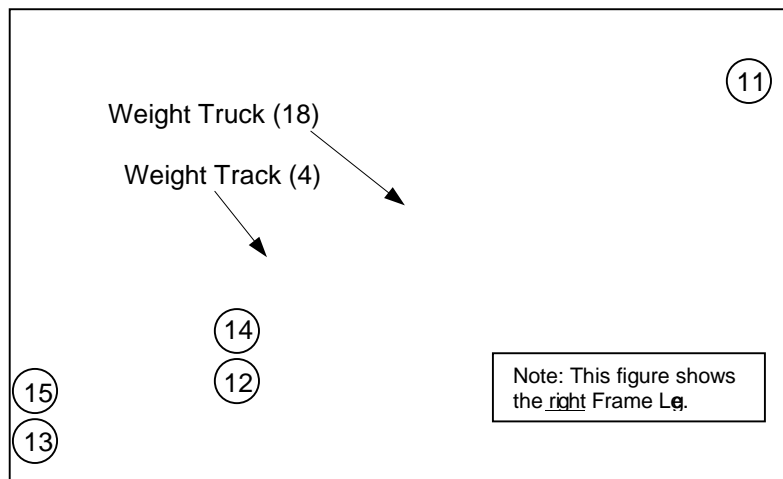 11
Weight Truck (18)
Weight Track (4)
14
12
15
13
Note: This figure shows
the right Frame Leg.